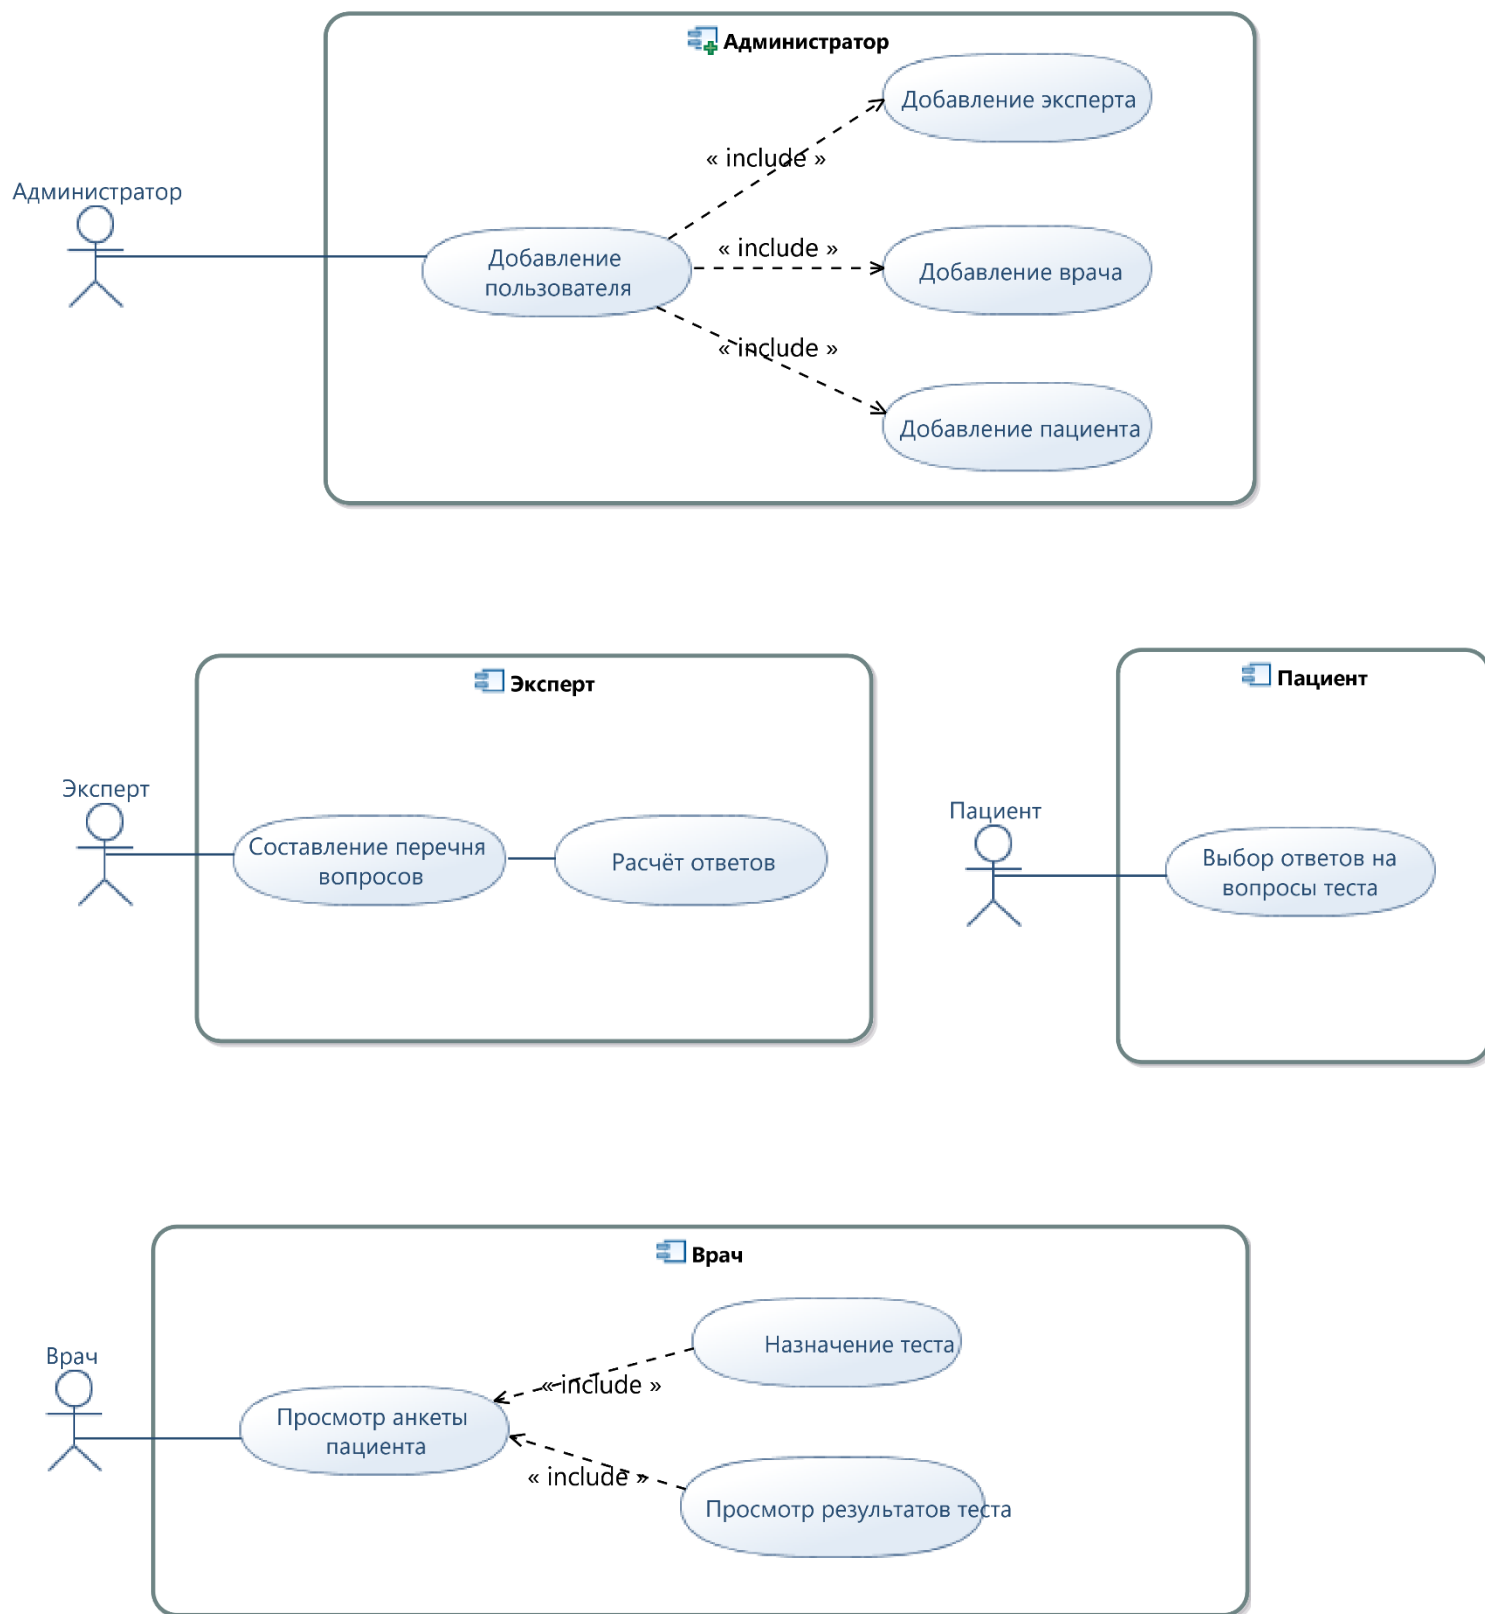 Администратор
Добавление эксперта
« include »
Администратор
« include »
Добавление
пользователя
Добавление врача
« include »
Добавление пациента
Эксперт
Пациент
Эксперт
Пациент
Составление перечня
вопросов
Расчёт ответов
Выбор ответов на
вопросы теста
Врач
Назначение теста
Врач
« include »
Просмотр анкеты
пациента
« include »
Просмотр результатов теста